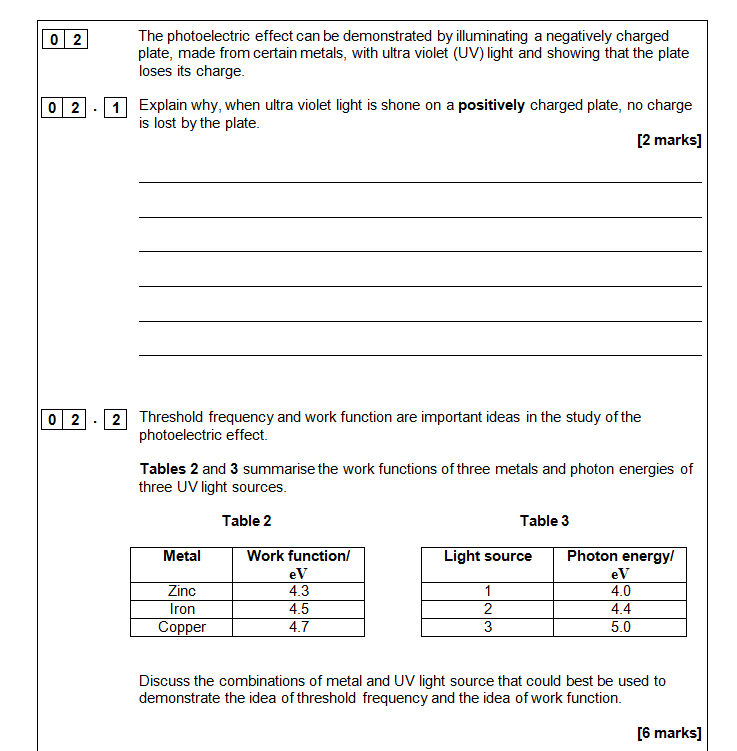 0 2 The photoelectric effect can be demonstrated by illuminating a negatively charged
plate, made from certain metals, with ultra violet (UV) light and showing that the plate
loses its charge.
0 2 . 1 Explain why, when ultra violet light is shone on a positively charged plate, no charge
is lost by the plate.
[2 marks]
0 2 . 2 Threshold frequency and work function are important ideas in the study of the
photoelectric effect.
Tables 2 and 3 summarise the work functions of three metals and photon energies of
three UV light sources.
Table 2
Metal Work function/
eV
Zinc 4.3
Iron 4.5
Copper 4.7
Table 3
Light source Photon energy/
eV
1 4.0
2 4.4
3 5.0
Discuss the combinations of metal and UV light source that could best be used to
demonstrate the idea of threshold frequency and the idea of work function.
[6 marks]